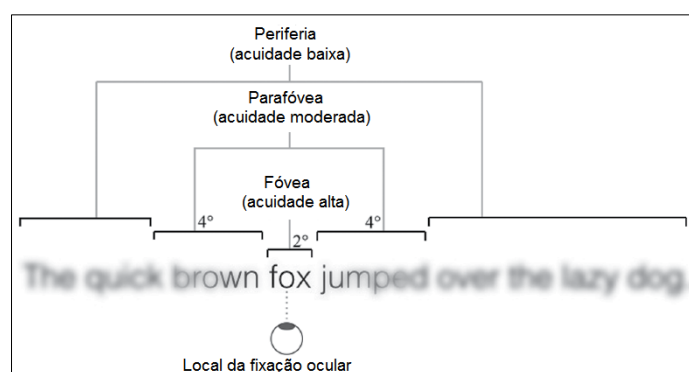 Periferia
(acuidade baixa)
Parafóvea
(acuidade moderada)
Fóvea
(acuidade alta)
4° 4°
2°
The quick brown fox jumped over the lazy dog.
Local da fixação ocular